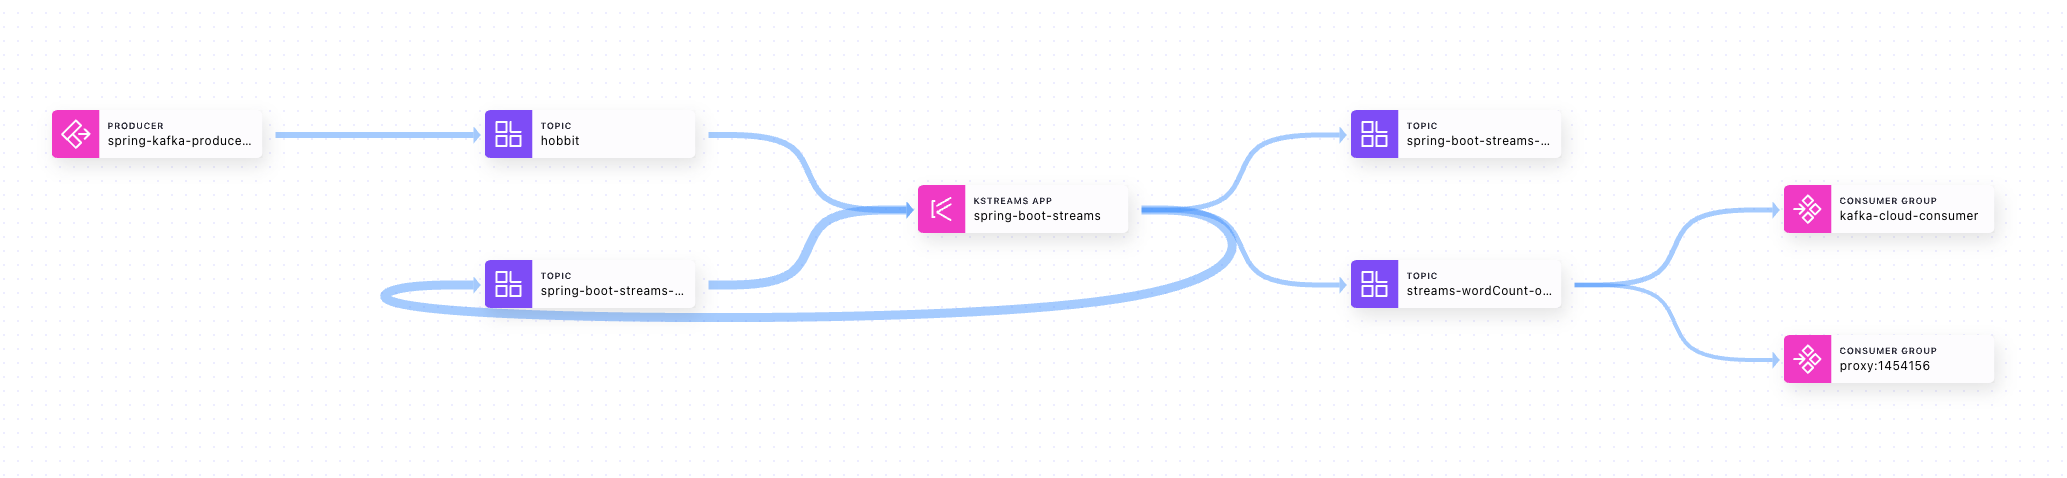 PRODUCER
spring-kafka-produce...
TOPIC
hobbit
TOPIC
spring-boot-streams-...
KSTREAMS APP
spring-boot-streams
TOPIC
spring-boot-streams-...
TOPIC
streams-wordCount-o...
CONSUMER GROUP
kafka-cloud-consumer
CONSUMER GROUP
proxy:1454156